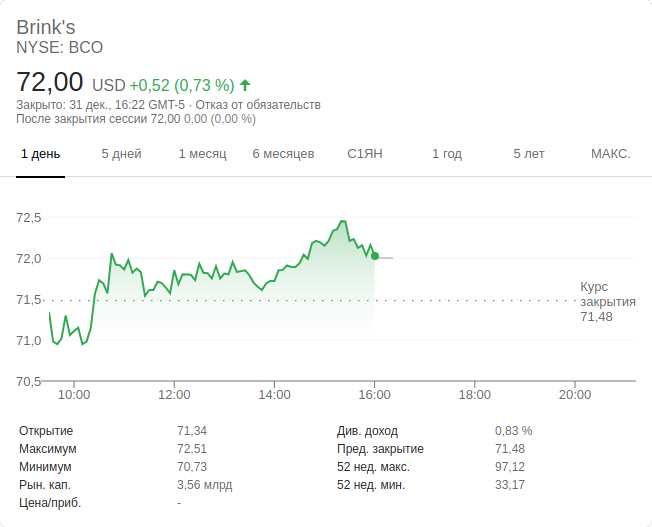 Brink's
NYSE: BCO
72,00 USD +0,52 (0,73 %)
Закрыто: 31 дек., 16:22 GMT-5 · Отказ от обязательств
После закрытия сессии 72,00 0,00 (0,00 %)
1 день 5 дней 1 месяц 6 месяцев С1ЯН 1 год 5 лет МАКС.
72,5
72,0
71,5
71,0
70,5
Курс
закрытия
71,48
10:00 12:00 14:00 16:00 18:00 20:00
Открытие 71,34 Див. доход 0,83 %
Максимум 72,51 Пред. закрытие 71,48
Минимум 70,73 52 нед. макс. 97,12
Рын. кап. 3,56 млрд 52 нед. мин. 33,17
Цена/приб. -